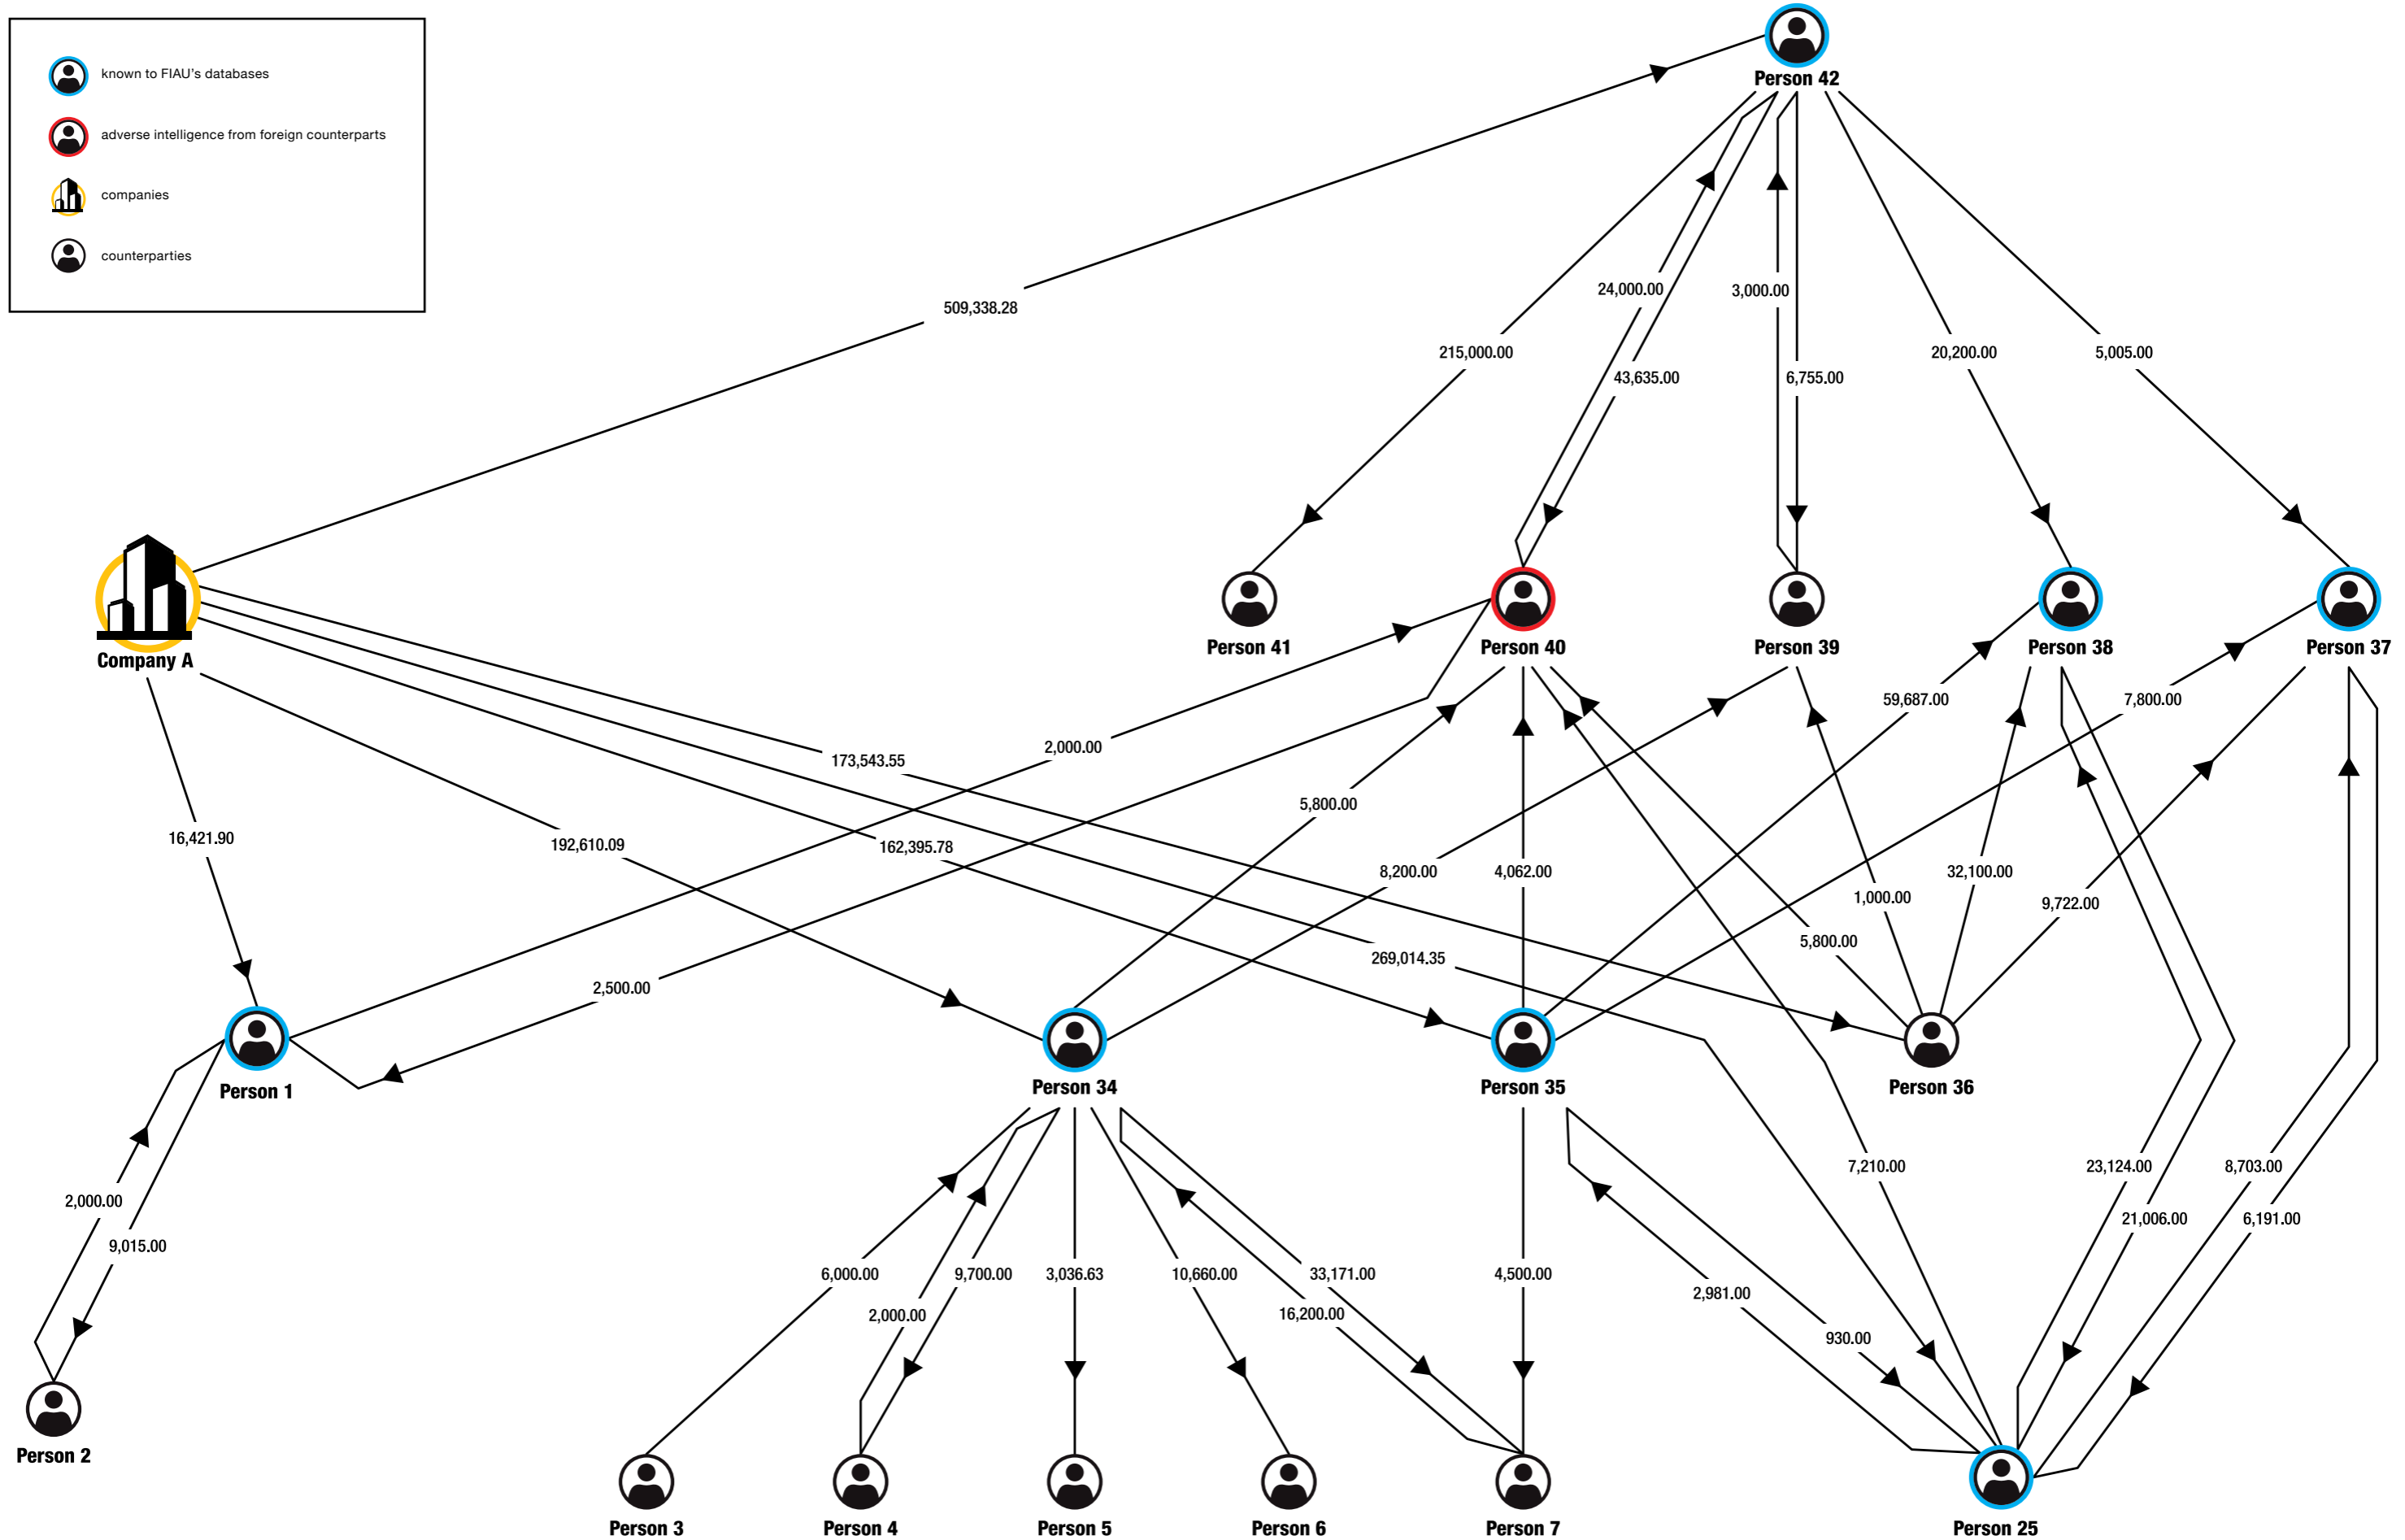 known to FIAU's databases
adverse intelligence from foreign counterparts
companies
counterparties
Person 42
509,338.28
24,000.00
3,000.00
215,000.00
20,200.00
5,005.00
43,635.00
6,755.00
Company A
Person 41
Person 40
Person 39
Person 38
Person 37
59,687.00
7,800.00
2,000.00
173,543.55
5,800.00
16,421.90
192,610.09
162,395.78
8,200.00
4,062.00
32,100.00
1,000.00
9,722.00
5,800.00
269,014.35
2,500.00
Person 1
Person 34
Person 35
Person 36
7,210.00
23,124.00
8,703.00
2,000.00
21,006.00
6,191.00
9,015.00
6,000.00
9,700.00
3,036.63
10,660.00
33,171.00
4,500.00
2,981.00
2,000.00
16,200.00
930.00
Person 2
Person 3
Person 4
Person 5
Person 6
Person 7
Person 25